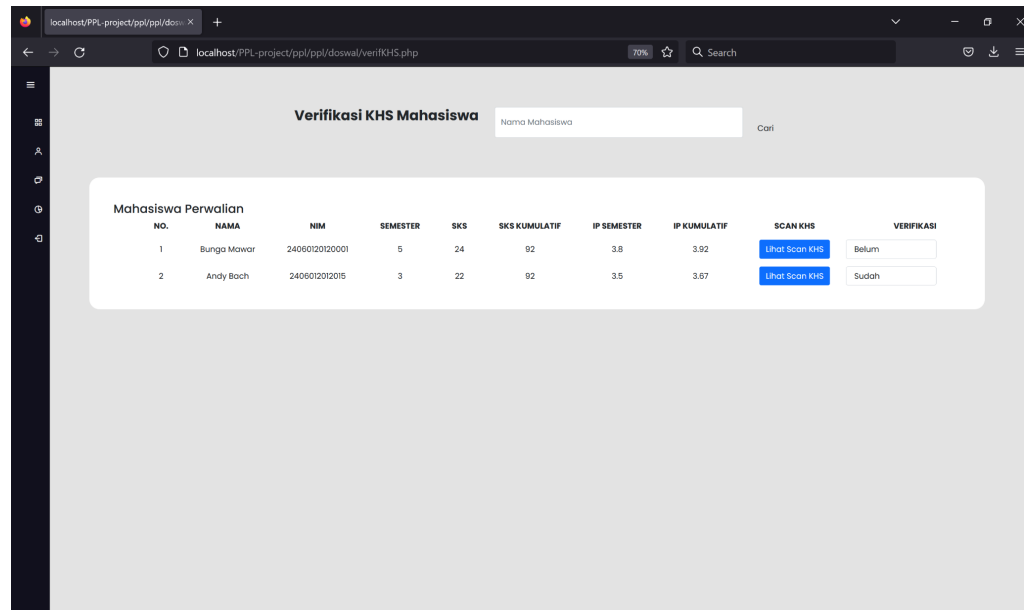 localhost/PPL-project/ppl/ppl/dosw
localhost/PPL-project/ppl/ppl/doswal/verifKHS.php 70% Search
Verifikasi KHS Mahasiswa Nama Mahasiswa Cari
Mahasiswa Perwalian
NO. NAMA NIM SEMESTER SKS SKS KUMULATIF IP SEMESTER IP KUMULATIF SCAN KHS VERIFIKASI
1 Bunga Mawar 24060120120001 5 24 92 3.8 3.92 Lihat Scan KHS Belum
2 Andy Bach 2406012012015 3 22 92 3.5 3.67 Lihat Scan KHS Sudah